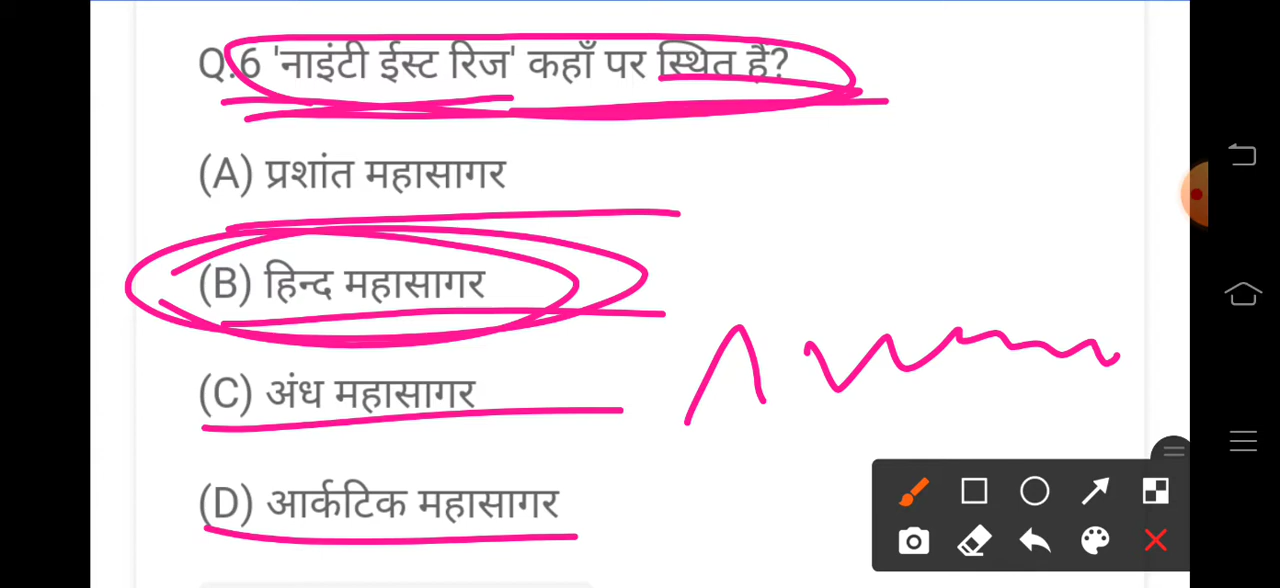 Q.6 'नाइंटी ईस्ट रिज' कहाँ पर स्थित है?
(A) प्रशांत महासागर
(B) हिन्द महासागर
(C) अंध महासागर
(D) आर्कटिक महासागर